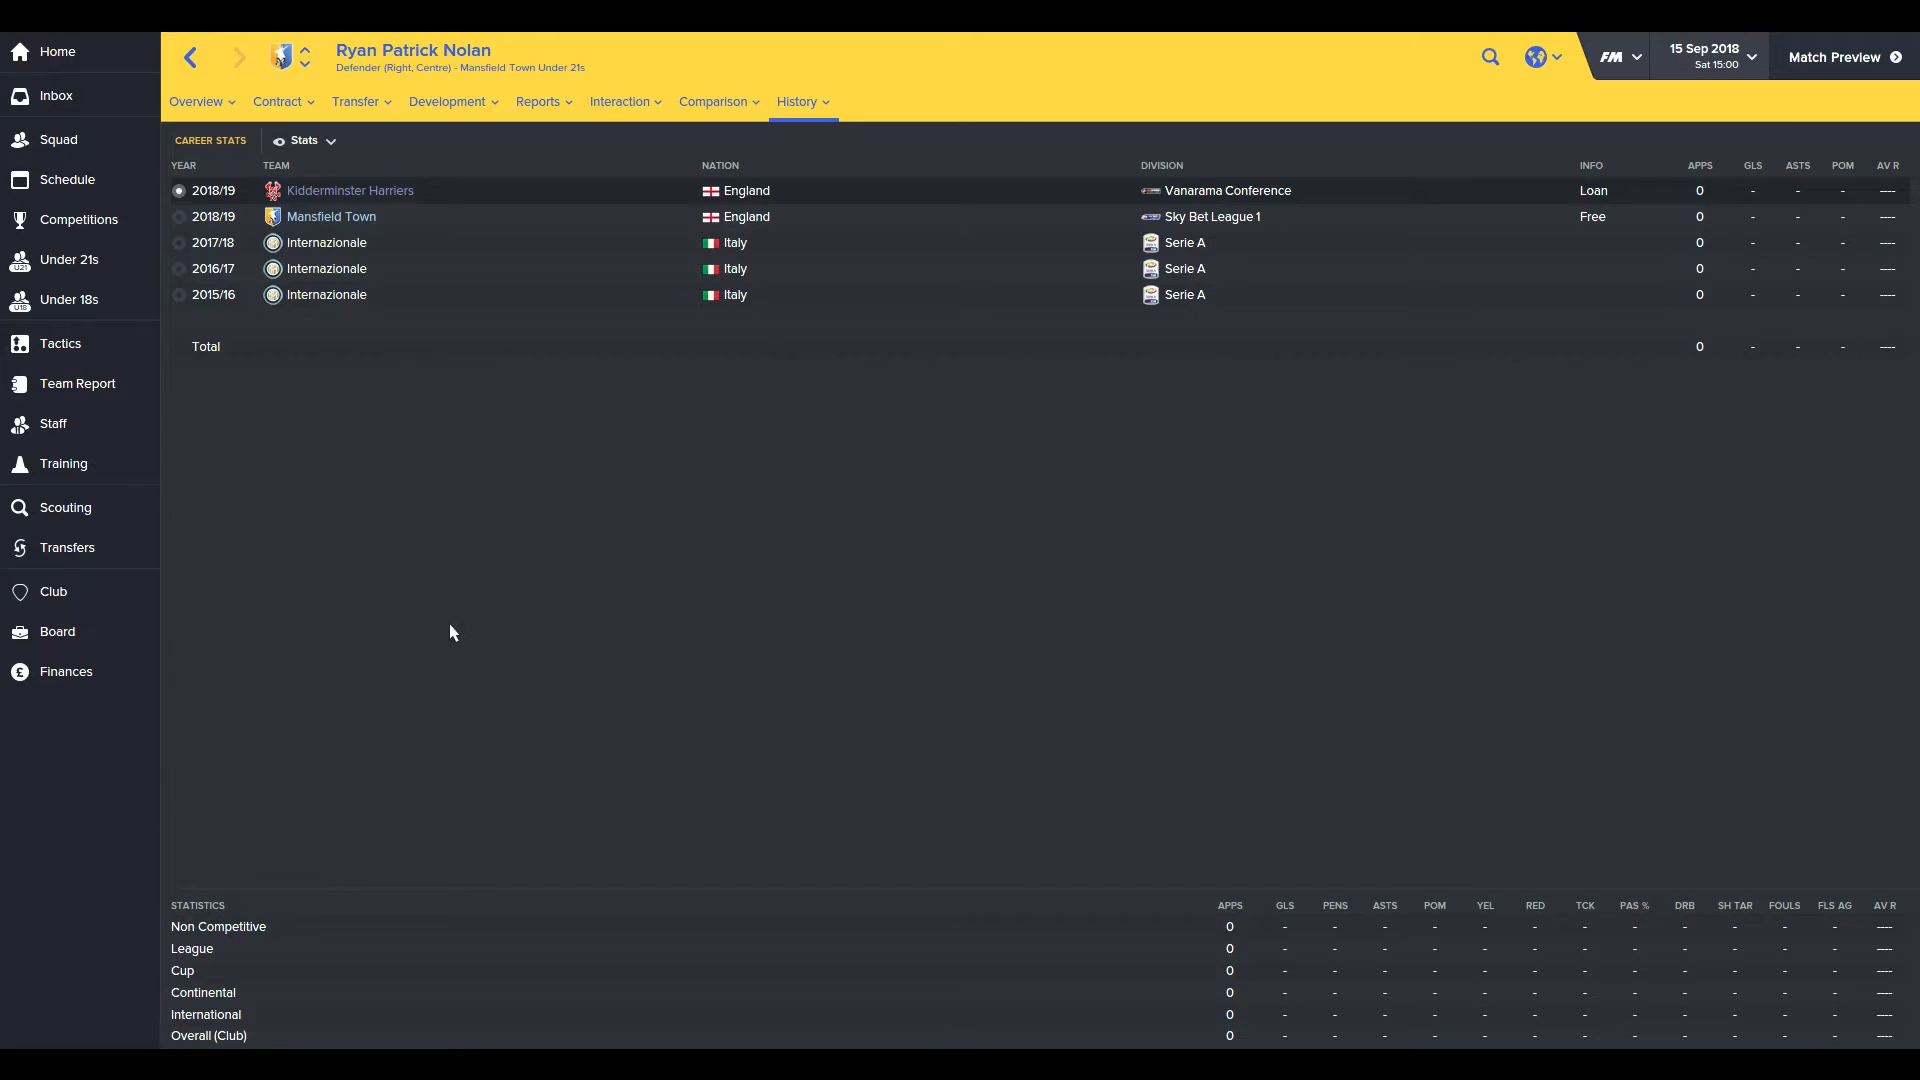 Home
Inbox
Squad
Schedule
Competitions
Under 21s
Under 18s
Tactics
Team Report
Staff
Training
Scouting
Transfers
Club
Board
Finances
Ryan Patrick Nolan
Defender (Right, Centre) - Mansfield Town Under 21s
FM
15 Sep 2018
Sat 15:00
Match Preview
Overview Contract Transfer Development Reports Interaction Comparison History
CAREER STATS Stats
YEAR TEAM NATION DIVISION INFO APPS GLS ASTS POM AV R
2018/19 Kidderminster Harriers England Vanarama Conference Loan 0 - - - ----
2018/19 Mansfield Town England Sky Bet League 1 Free 0 - - - ----
2017/18 Internazionale Italy Serie A 0 - - - ----
2016/17 Internazionale Italy Serie A 0 - - - ----
2015/16 Internazionale Italy Serie A 0 - - - ----
Total 0 - - - ----
STATISTICS APPS GLS PENS ASTS POM YEL RED TCK PAS % DRB SH TAR FOULS FLS AG AV R
Non Competitive 0 - - - - - - - - - - - - ----
League 0 - - - - - - - - - - - - ----
Cup 0 - - - - - - - - - - - - ----
Continental 0 - - - - - - - - - - - - ----
International 0 - - - - - - - - - - - - ----
Overall (Club) 0 - - - - - - - - - - - - ----